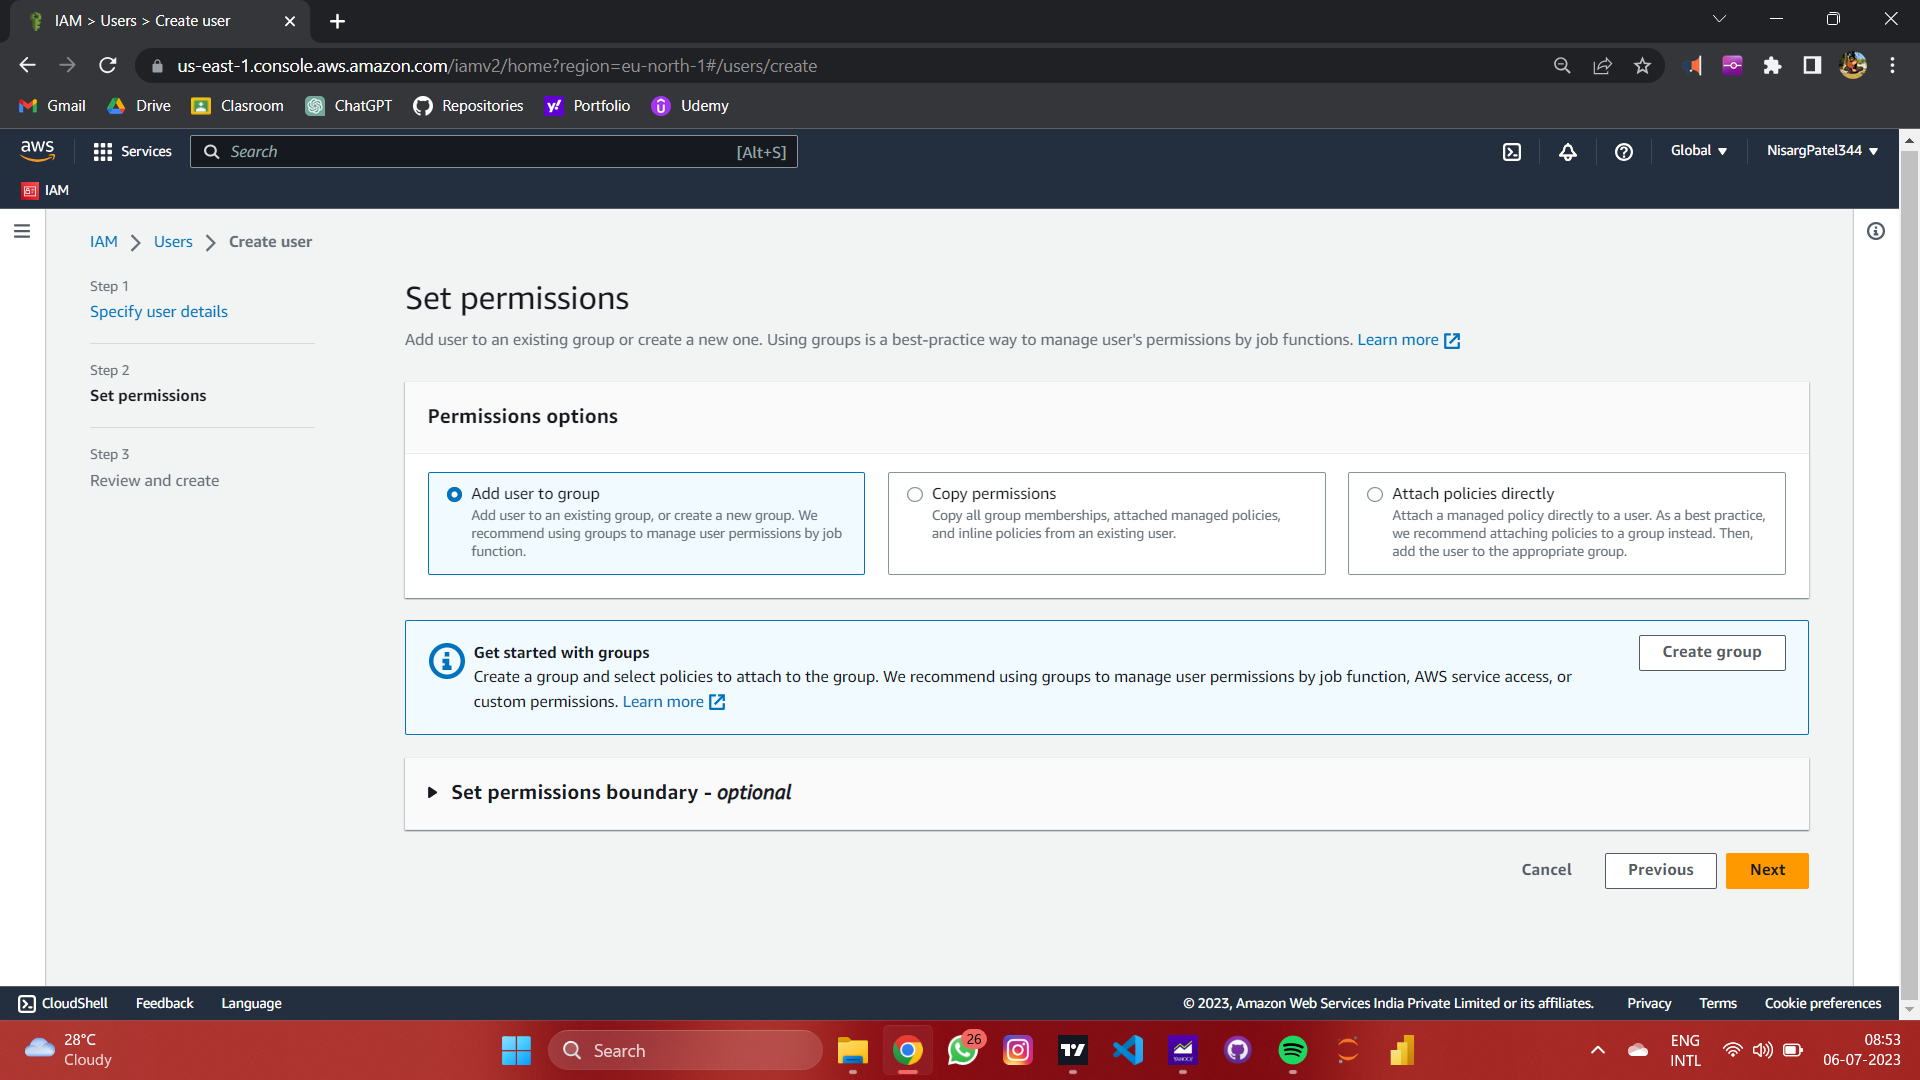 IAM > Users > Create user
us-east-1.console.aws.amazon.com/iamv2/home?region=eu-north-1#/users/create
Gmail Drive Clasroom ChatGPT Repositories Portfolio Udemy
aws Services Search [Alt+S] Global NisargPatel344
IAM
IAM Users Create user
Step 1
Specify user details
Step 2
Set permissions
Step 3
Review and create
Set permissions
Add user to an existing group or create a new one. Using groups is a best-practice way to manage user's permissions by job functions. Learn more
Permissions options
Add user to group
Add user to an existing group, or create a new group. We
recommend using groups to manage user permissions by job
function.
Copy permissions
Copy all group memberships, attached managed policies,
and inline policies from an existing user.
Attach policies directly
Attach a managed policy directly to a user. As a best practice,
we recommend attaching policies to a group instead. Then,
add the user to the appropriate group.
Get started with groups
Create a group and select policies to attach to the group. We recommend using groups to manage user permissions by job function, AWS service access, or
custom permissions. Learn more
Create group
Set permissions boundary - optional
Cancel Previous Next
CloudShell Feedback Language © 2023, Amazon Web Services India Private Limited or its affiliates. Privacy Terms Cookie preferences
28°C
Cloudy
Search
26
ENG
INTL
08:53
06-07-2023